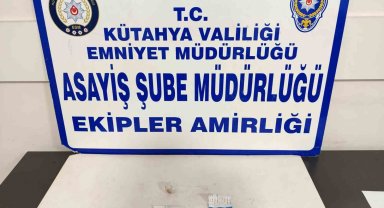 T.C.
KÜTAHYA VALİLİĞİ
EMNİYET MÜDÜRLÜĞÜ
ASAYİŞ ŞUBE MÜDÜRLÜĞÜ
EKİPLER AMİRLİĞİ